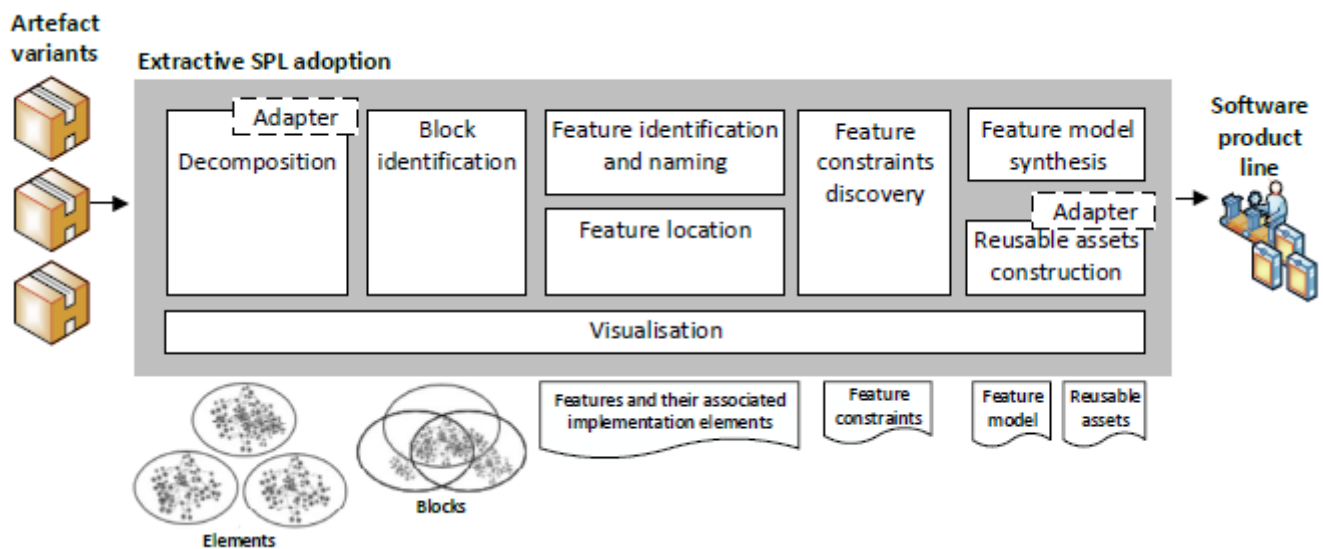 Artefact
variants
Extractive SPL adoption
Adapter
Decomposition
Block
identification
Feature identification
and naming
Feature location
Feature
constraints
discovery
Feature model
synthesis
Adapter
Reusable assets
construction
Visualisation
Software
product
line
Elements
Blocks
Features and their associated
implementation elements
Feature
constraints
Feature
model
Reusable
assets